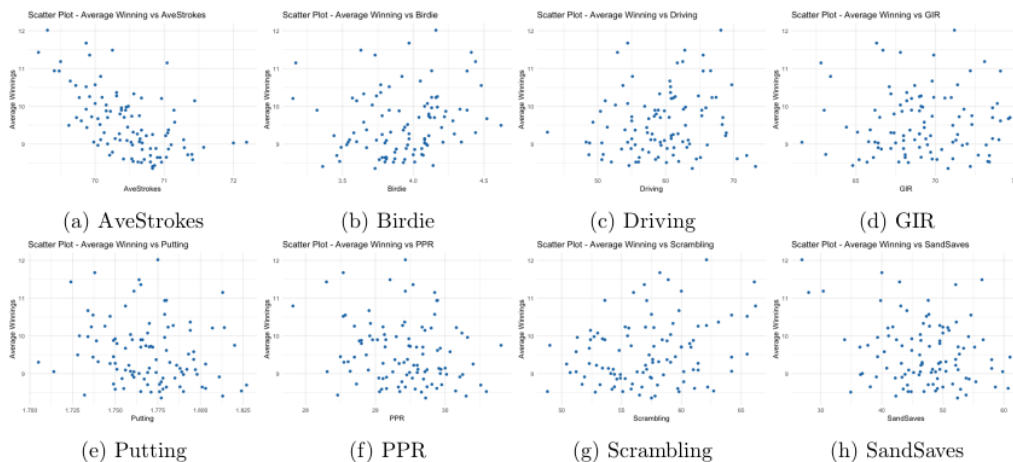 Scatter Plot - Average Winning vs AveStrokes
Average Winnings
12
11
10
9
70
71
72
AveStrokes
(a) AveStrokes
Scatter Plot - Average Winning vs Birdie
Average Winnings
12
11
10
9
3.5
4.0
4.5
Birdie
(b) Birdie
Scatter Plot - Average Winning vs Driving
Average Winnings
12
11
10
9
50
60
70
Driving
(c) Driving
Scatter Plot - Average Winning vs GIR
Average Winnings
12
11
10
9
65
70
GIR
(d) GIR
Scatter Plot - Average Winning vs Putting
Average Winnings
12
11
10
9
1.725
1.750
1.775
1.825
Putting
(e) Putting
Scatter Plot - Average Winning vs PPR
Average Winnings
12
11
10
9
PPR
(f) PPR
Scatter Plot - Average Winning vs Scrambling
Average Winnings
12
11
10
9
50
55
60
65
Scrambling
(g) Scrambling
Scatter Plot - Average Winning vs SandSaves
Average Winnings
12
11
10
9
30
40
50
60
SandSaves
(h) SandSaves